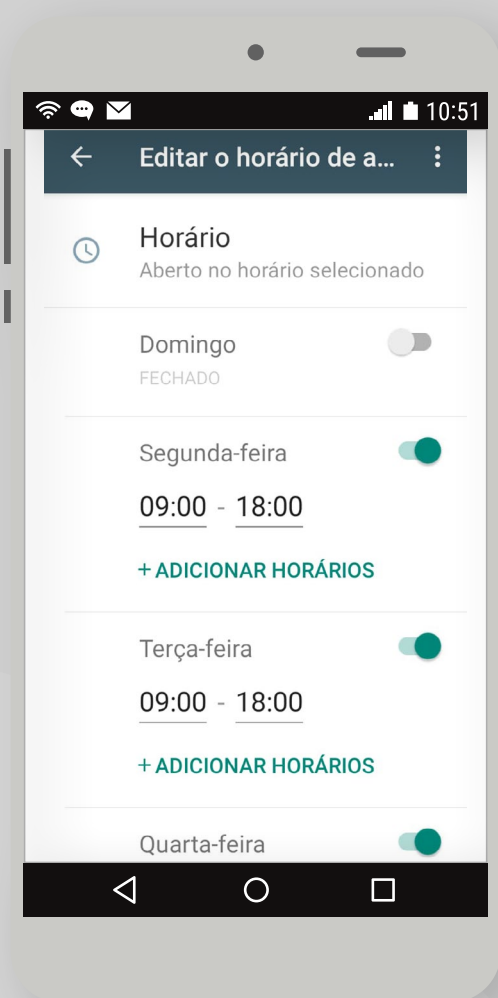 10:51
Editar o horário de a...
Horário
Aberto no horário selecionado
Domingo
FECHADO
Segunda-feira
09:00 - 18:00
+ ADICIONAR HORÁRIOS
Terça-feira
09:00 - 18:00
+ ADICIONAR HORÁRIOS
Quarta-feira